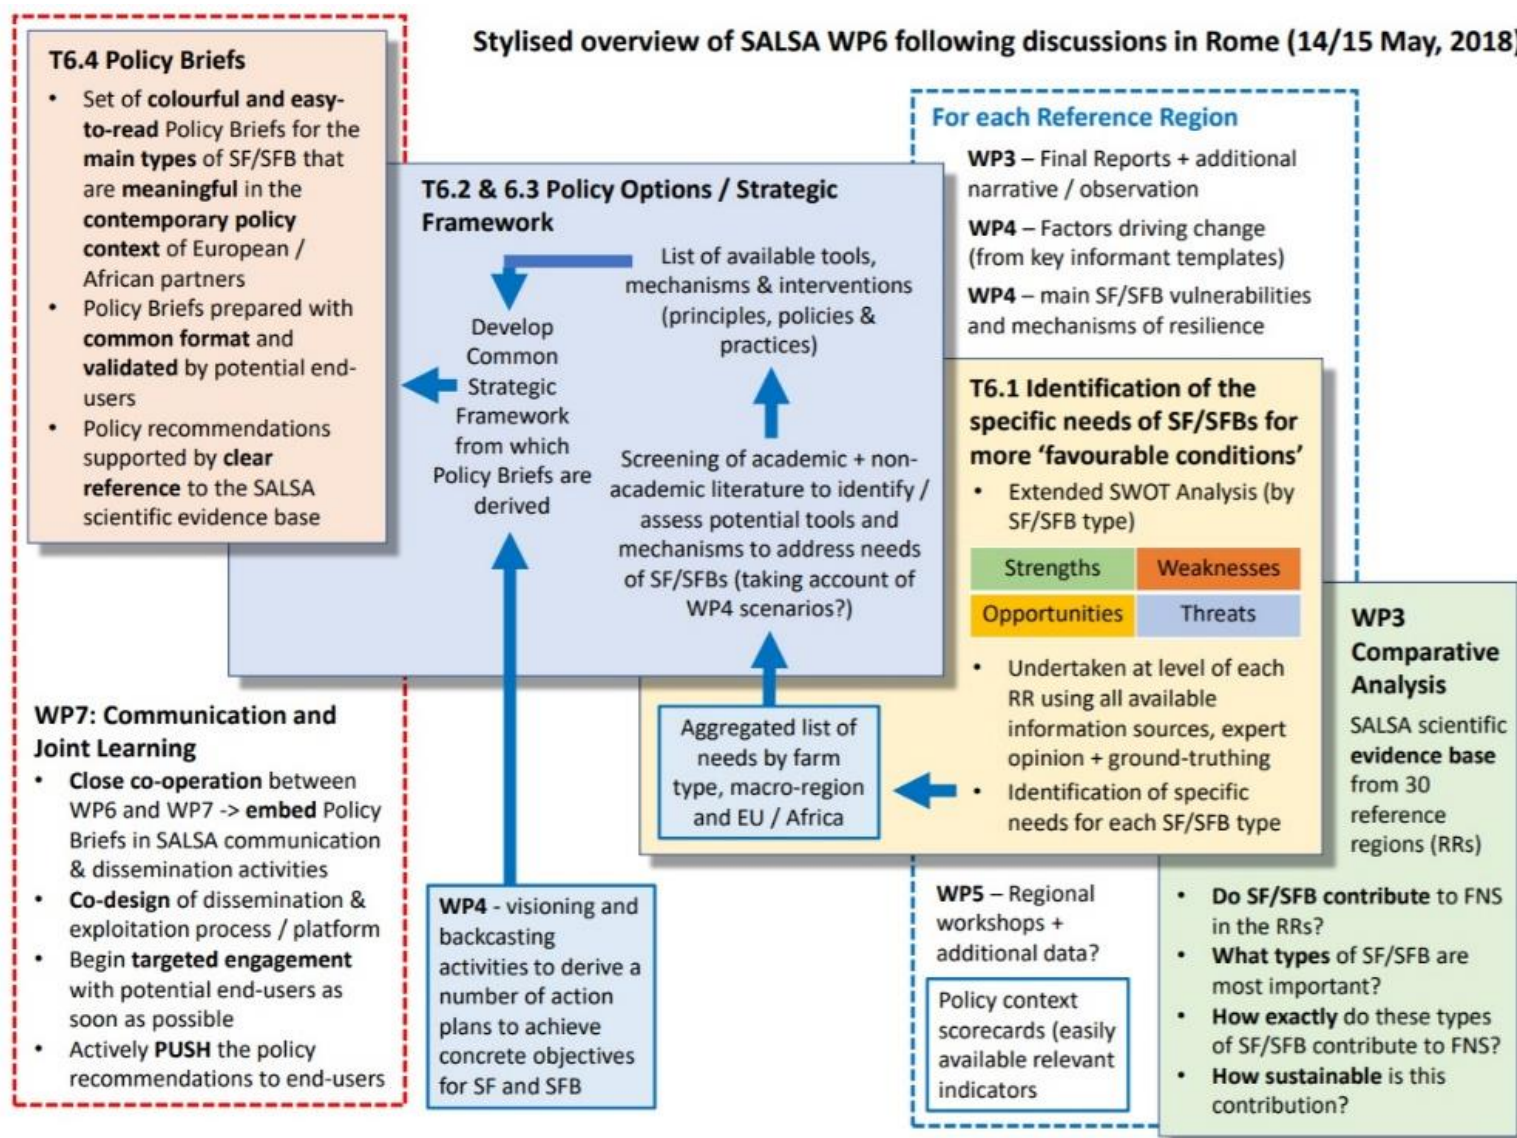 Stylised overview of SALSA WP6 following discussions in Rome (14/15 May, 2018)
T6.4 Policy Briefs
• Set of colourful and easy-
to-read Policy Briefs for the
main types of SF/SFB that
are meaningful in the
contemporary policy
context of European /
African partners
• Policy Briefs prepared with
common format and
validated by potential end-
users
• Policy recommendations
supported by clear
reference to the SALSA
scientific evidence base
T6.2 & 6.3 Policy Options / Strategic
Framework
List of available tools,
mechanisms & interventions
(principles, policies &
practices)
Develop
Common
Strategic
Framework
from which
Policy Briefs are
derived
Screening of academic + non-
academic literature to identify /
assess potential tools and
mechanisms to address needs
of SF/SFBs (taking account of
WP4 scenarios?)
For each Reference Region
WP3 – Final Reports + additional
narrative / observation
WP4 – Factors driving change
(from key informant templates)
WP4 – main SF/SFB vulnerabilities
and mechanisms of resilience
T6.1 Identification of the
specific needs of SF/SFBs for
more ‘favourable conditions’
• Extended SWOT Analysis (by
SF/SFB type)
Strengths
Weaknesses
Opportunities
Threats
• Undertaken at level of each
RR using all available
information sources, expert
opinion + ground-truthing
• Identification of specific
needs for each SF/SFB type
Aggregated list of
needs by farm
type, macro-region
and EU / Africa
WP3
Comparative
Analysis
SALSA scientific
evidence base
from 30
reference
regions (RRs)
• Do SF/SFB contribute to FNS
in the RRs?
• What types of SF/SFB are
most important?
• How exactly do these types
of SF/SFB contribute to FNS?
• How sustainable is this
contribution?
WP7: Communication and
Joint Learning
• Close co-operation between
WP6 and WP7 -> embed Policy
Briefs in SALSA communication
& dissemination activities
• Co-design of dissemination &
exploitation process / platform
• Begin targeted engagement
with potential end-users as
soon as possible
• Actively PUSH the policy
recommendations to end-users
WP4 - visioning and
backcasting
activities to derive a
number of action
plans to achieve
concrete objectives
for SF and SFB
WP5 – Regional
workshops +
additional data?
Policy context
scorecards (easily
available relevant
indicators